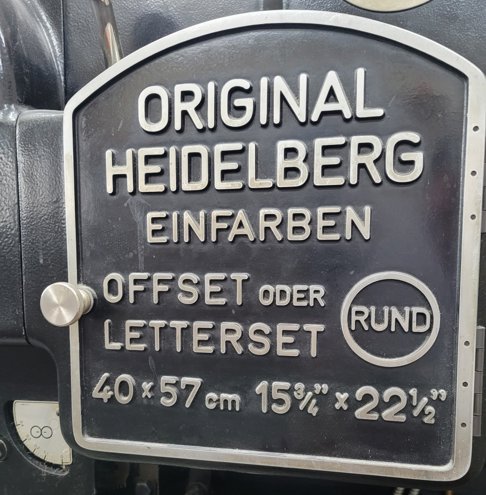 ORIGINAL
HEIDELBERG
EINFARBEN
OFFSET ODER
LETTERSET
RUND
40 x 57 cm 15¾" x 22½"